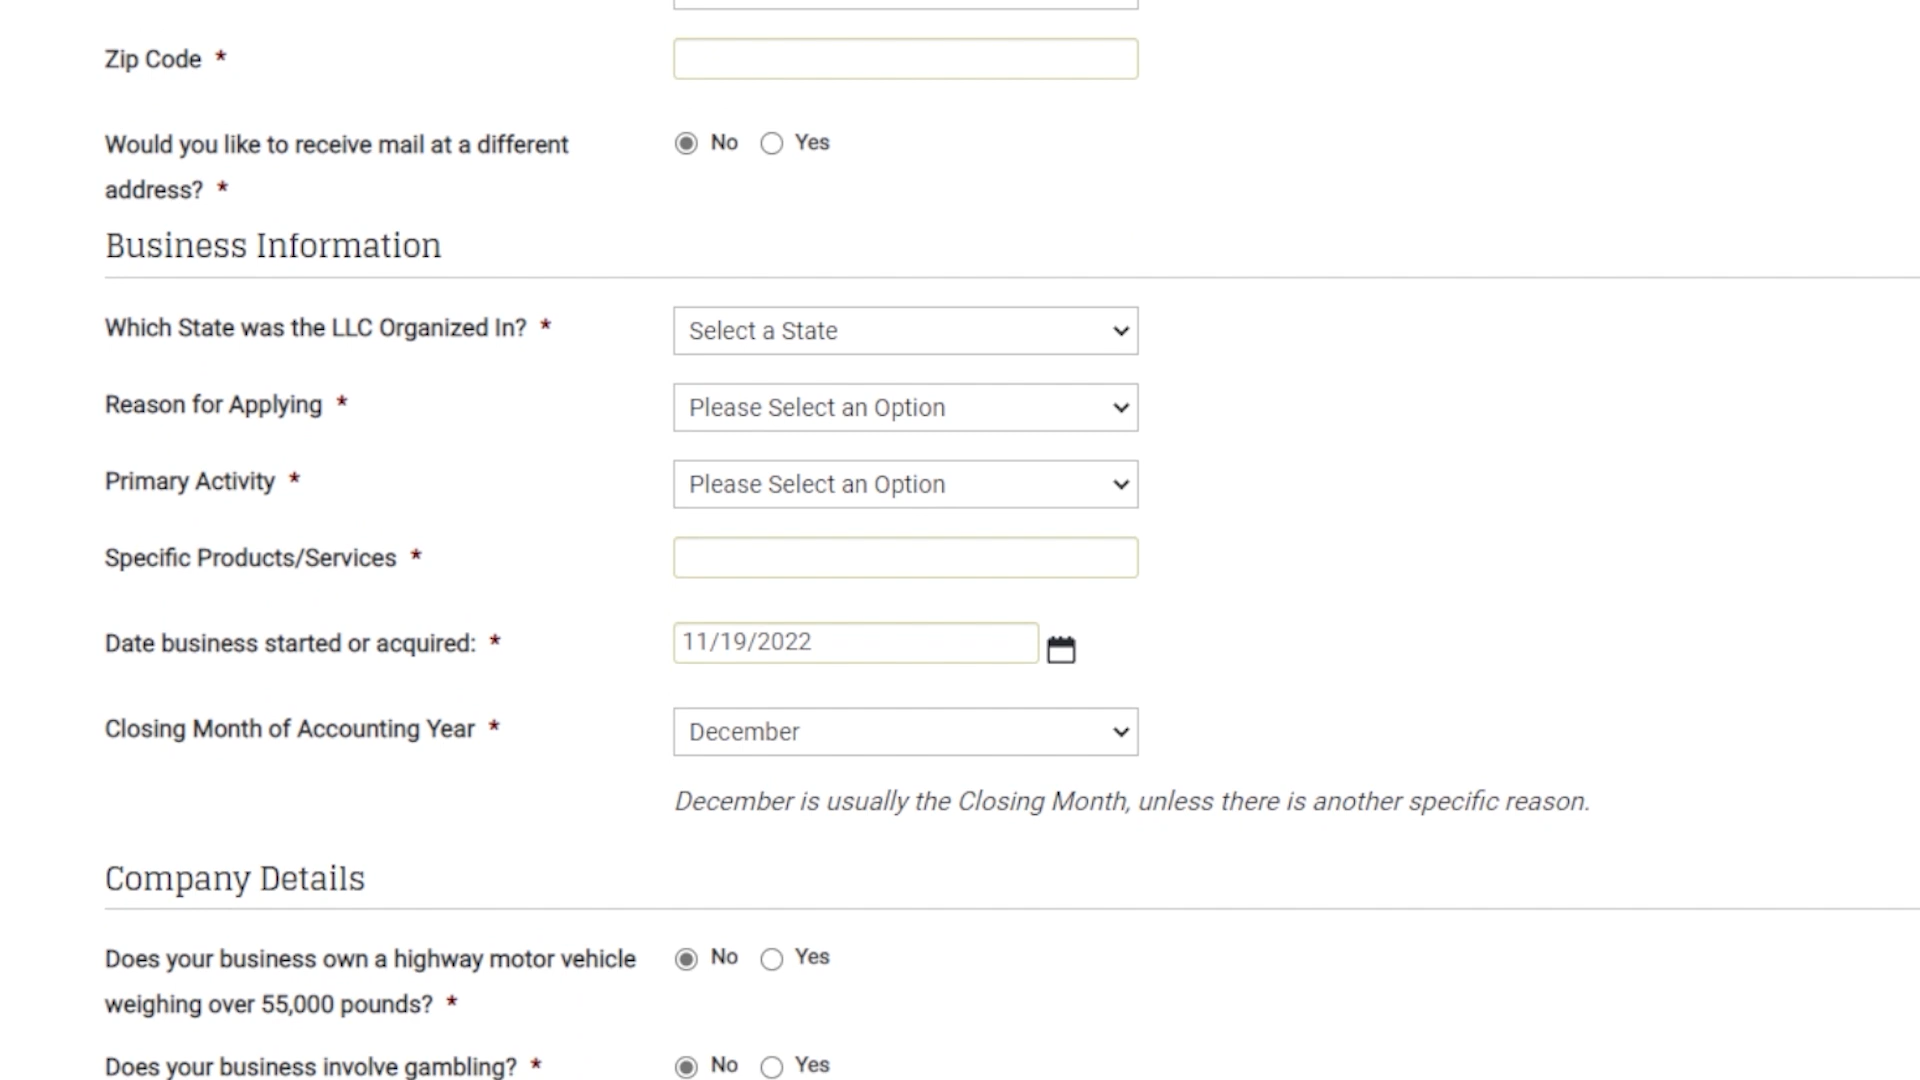 Zip Code *
Would you like to receive mail at a different No Yes
address? *
Business Information
Which State was the LLC Organized In? * Select a State
Reason for Applying * Please Select an Option
Primary Activity * Please Select an Option
Specific Products/Services *
Date business started or acquired: * 11/19/2022
Closing Month of Accounting Year * December
December is usually the Closing Month, unless there is another specific reason.
Company Details
Does your business own a highway motor vehicle No Yes
weighing over 55,000 pounds? *
Does your business involve gambling? * No Yes